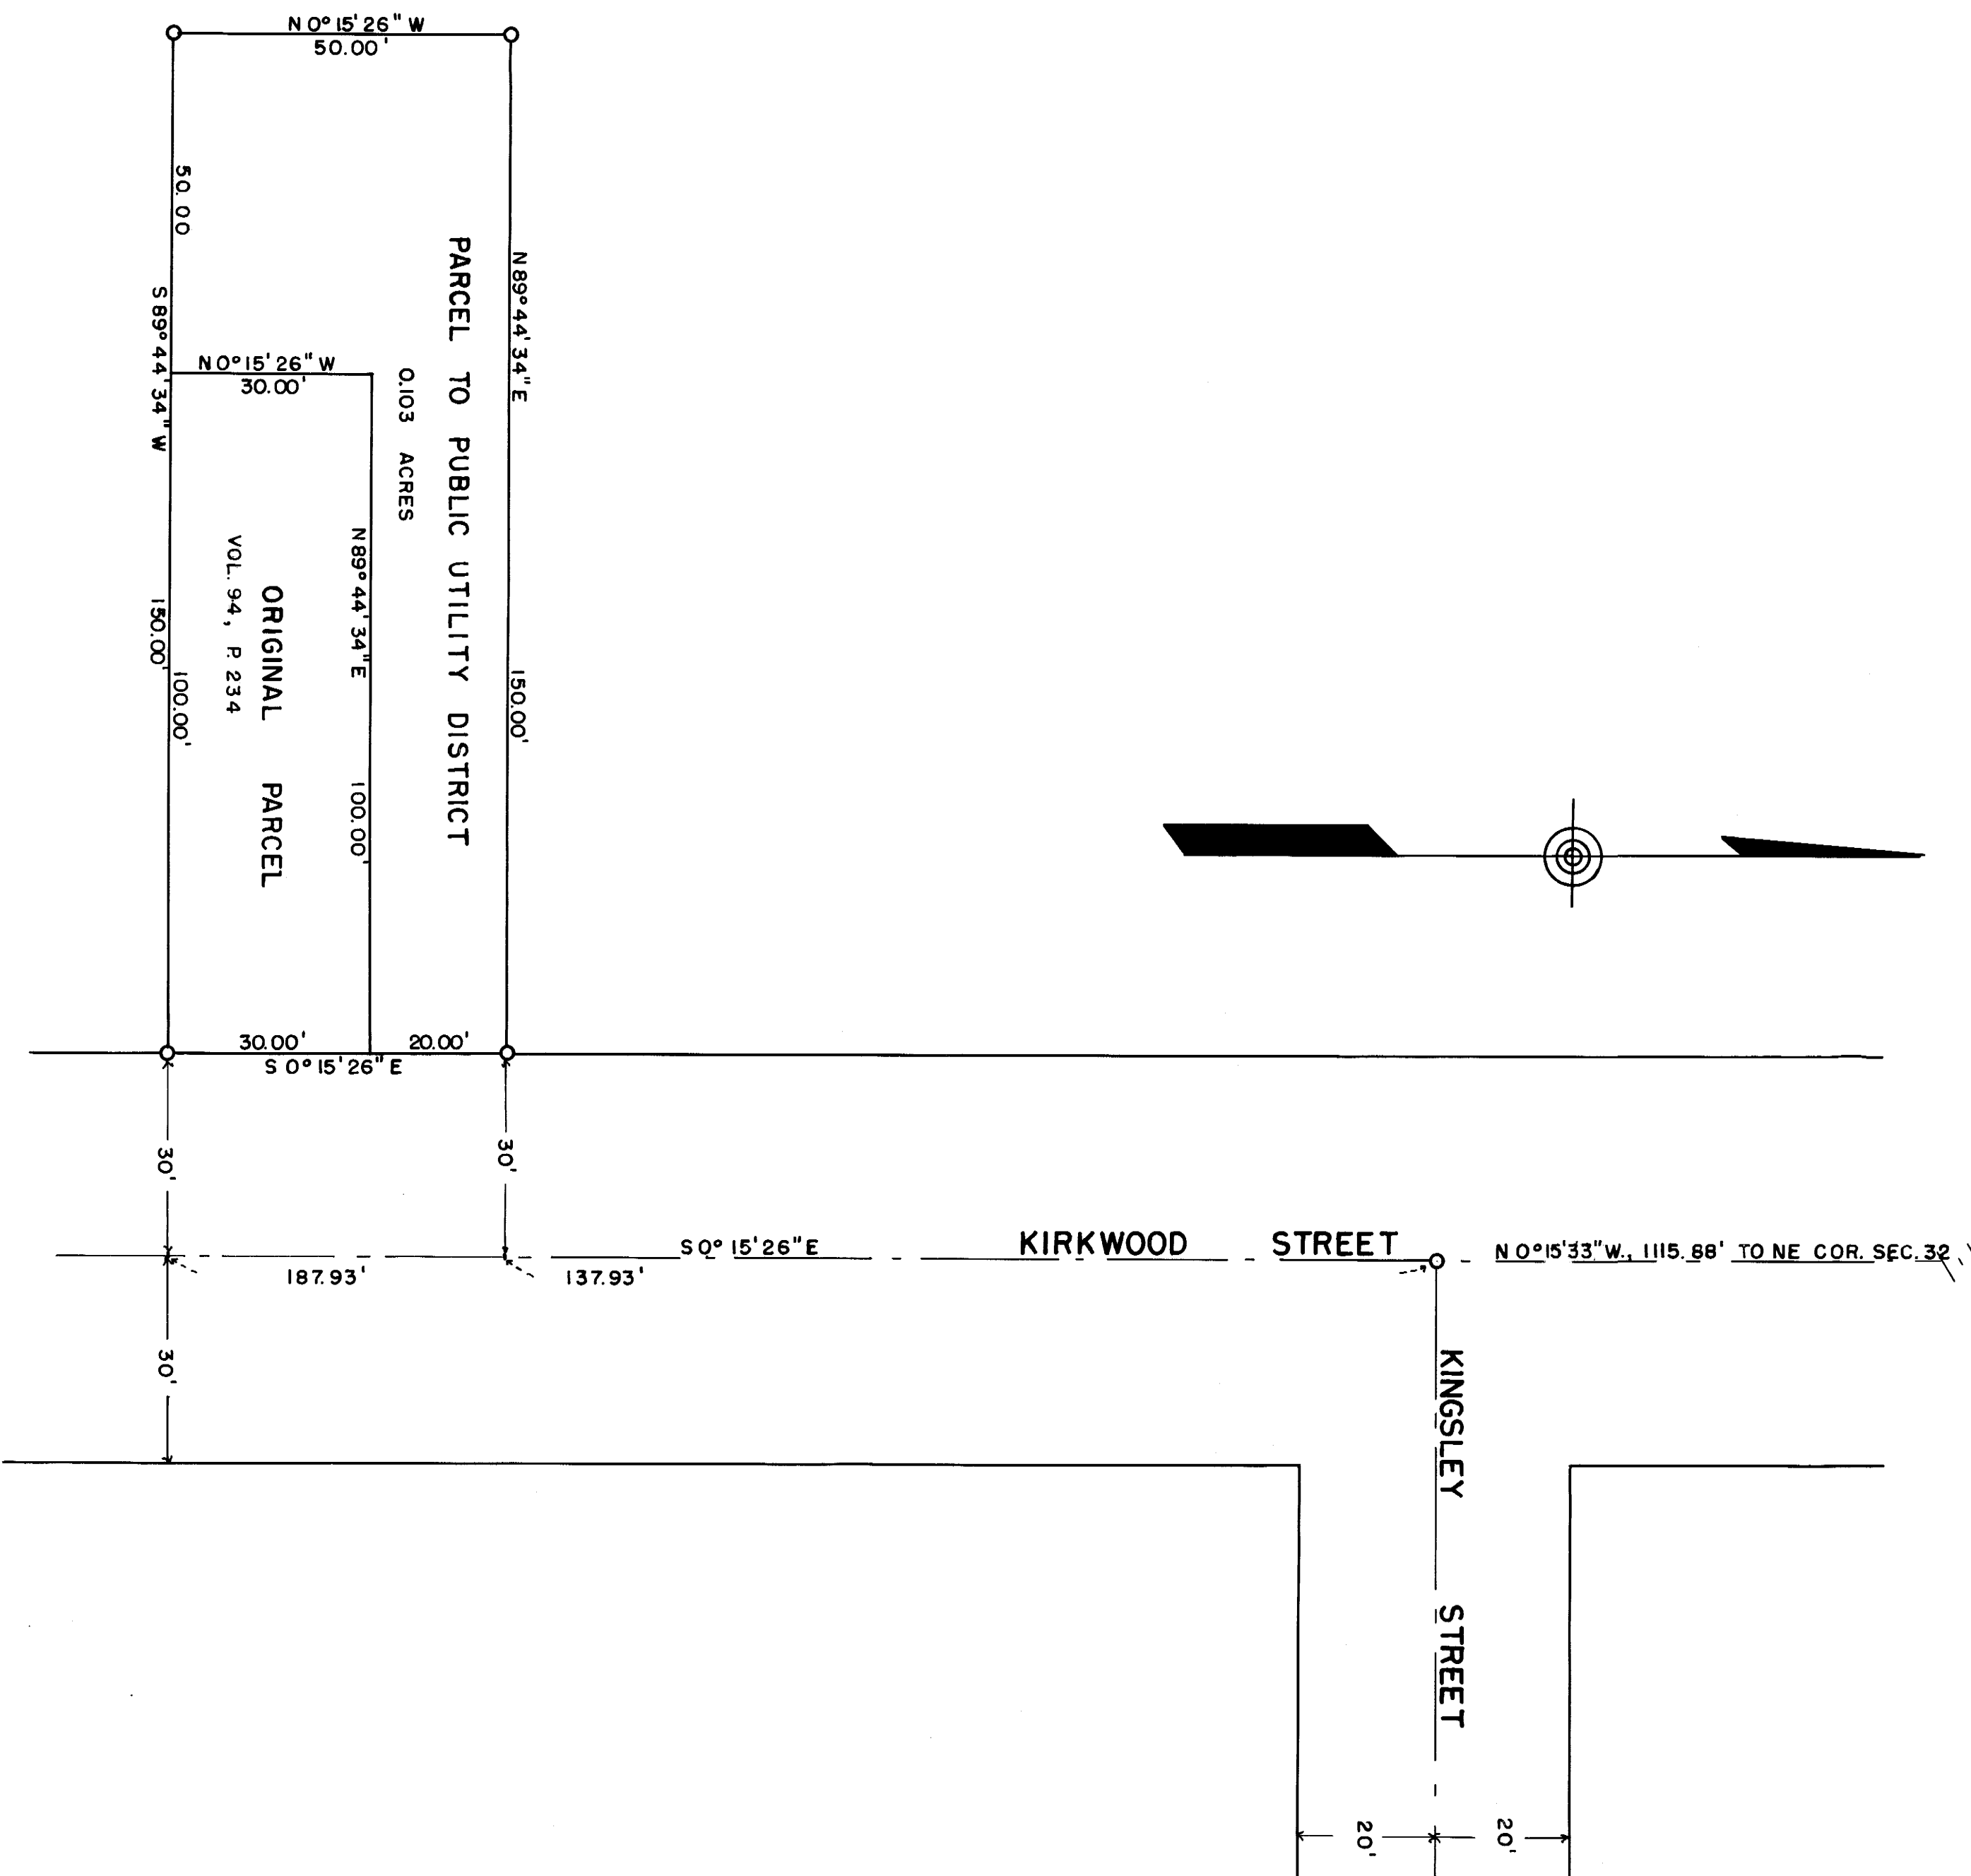 N 0° 15' 26" W
50.00'
50.00
S 89° 44' 34" W
150.00'
100.00'
N 0° 15' 26" W
30.00'
N 89° 44' 34" E
100.00'
ORIGINAL PARCEL
VOL. 94, P. 234
PARCEL TO PUBLIC UTILITY DISTRICT
0.103 ACRES
N 89° 44' 34" E
150.00'
30.00'
20.00'
S 0° 15' 26" E
30'
30'
S 0° 15' 26" E
KIRKWOOD STREET
N 0° 15' 33" W., 1115.88' TO NE COR. SEC. 32
187.93'
137.93'
30'
KINGSLEY STREET
20'
20'